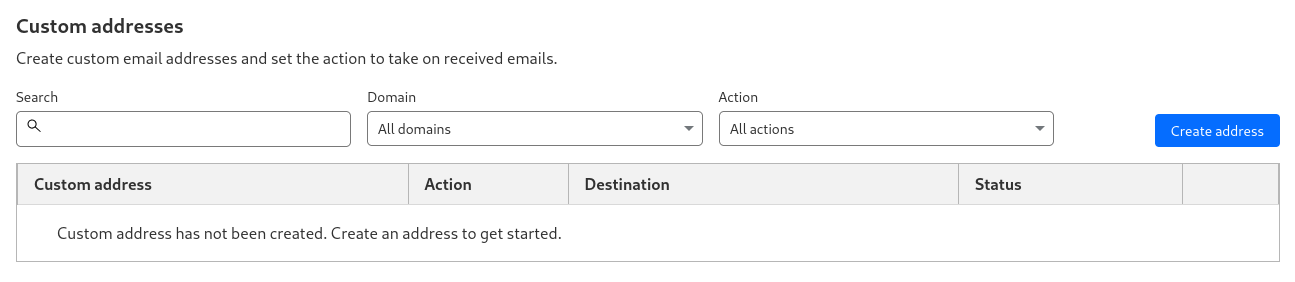 Custom addresses
Create custom email addresses and set the action to take on received emails.
Search Domain Action
All domains All actions Create address
Custom address Action Destination Status
Custom address has not been created. Create an address to get started.